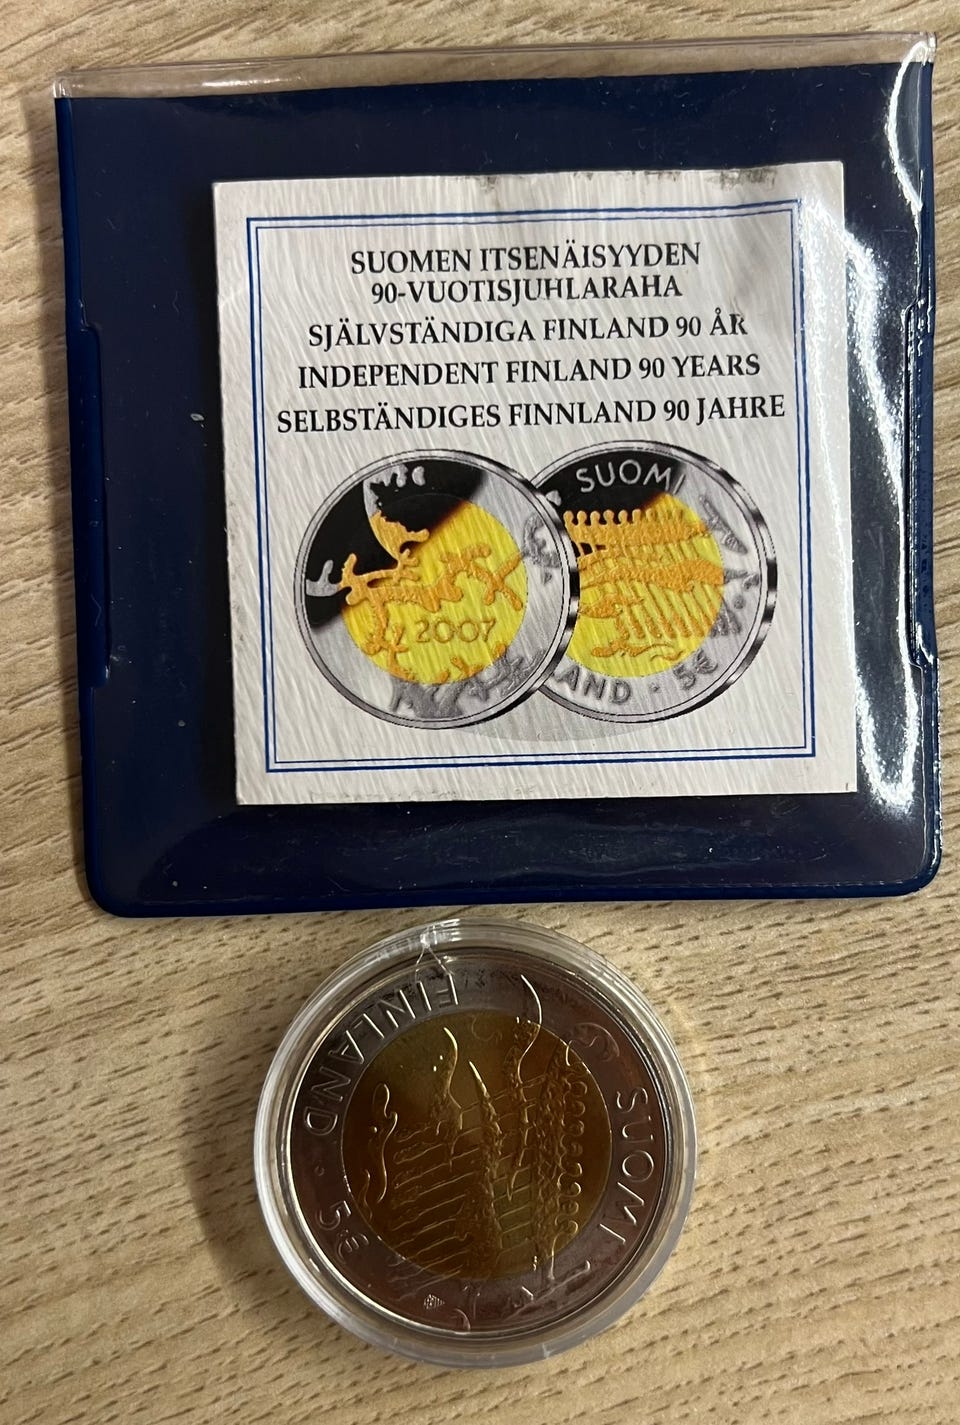 SUOMEN ITSENÄISYYDEN
90-VUOTISJUHLARAHA
SJÄLVSTÄNDIGA FINLAND 90 ÅR
INDEPENDENT FINLAND 90 YEARS
SELBSTÄNDIGES FINNLAND 90 JAHRE
2007
SUOMI
LAND · 5€
FINLAND · 5€
SUOMI